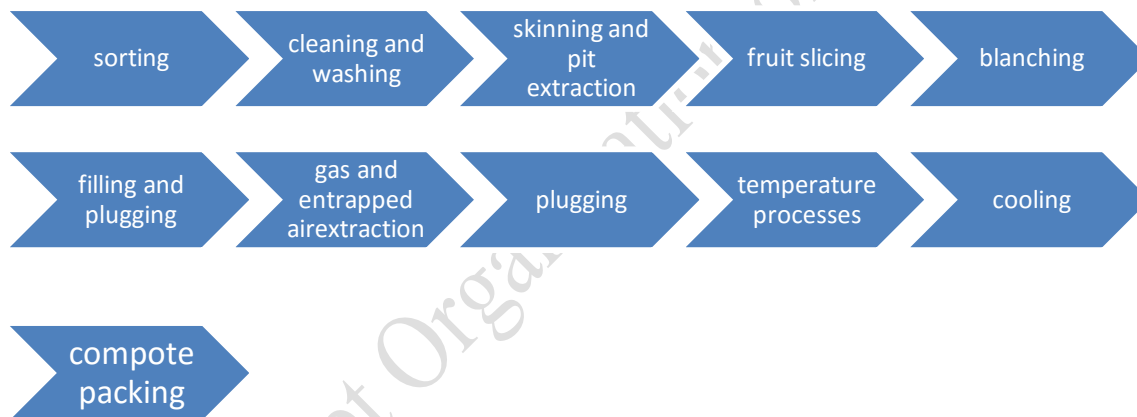 sorting
cleaning and
washing
skinning and
pit
extraction
fruit slicing
blanching
filling and
plugging
gas and
entrapped
airextraction
plugging
temperature
processes
cooling
compote
packing